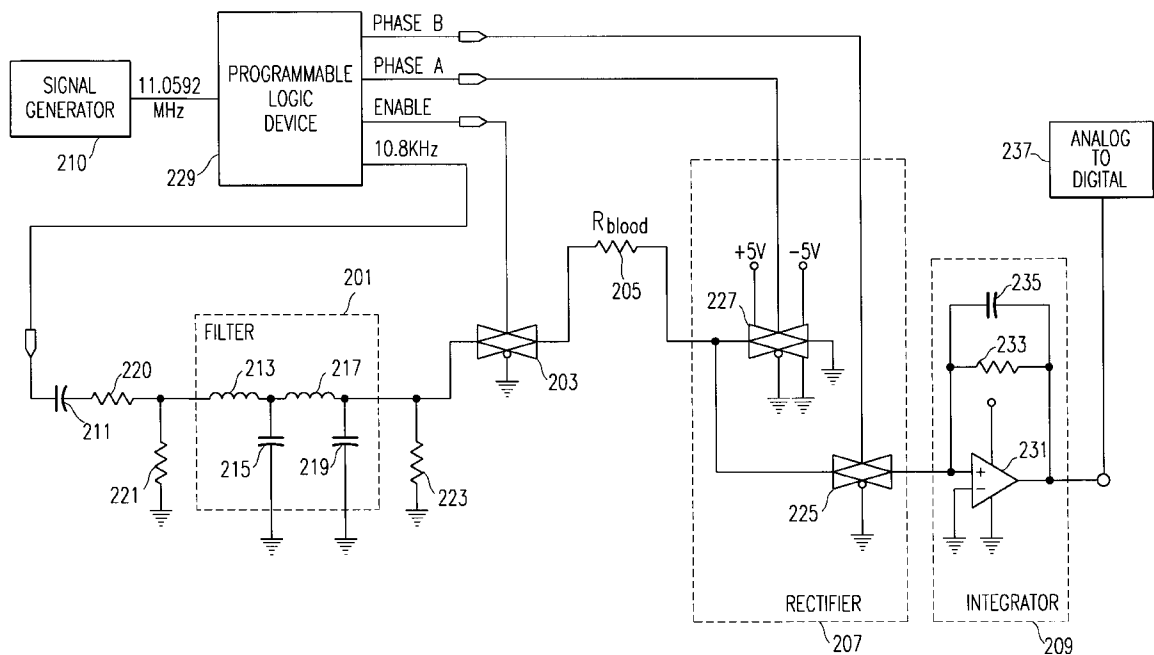 PHASE B
PHASE A
ENABLE
10.8KHz
SIGNAL
GENERATOR
210
11.0592
MHz
PROGRAMMABLE
LOGIC
DEVICE
229
237
ANALOG
TO
DIGITAL
Rblood
205
+5V
-5V
227
235
233
201
FILTER
213
217
203
220
211
221
215
219
223
225
+
-
231
RECTIFIER
207
INTEGRATOR
209